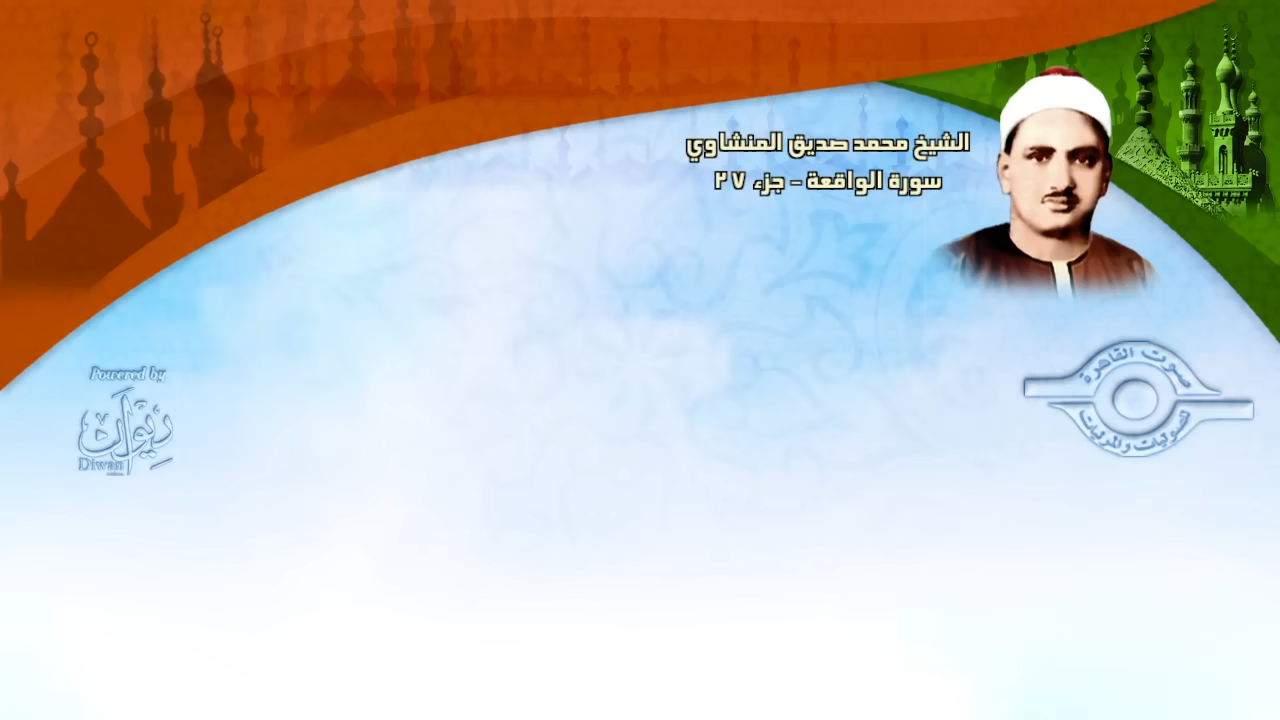 الشيخ محمد صديق المنشاوي
سورة الواقعة - جزء ٢٧
صوت القاهرة
للصوتيات والمرئيات
Powered by
ديوان
Diwan